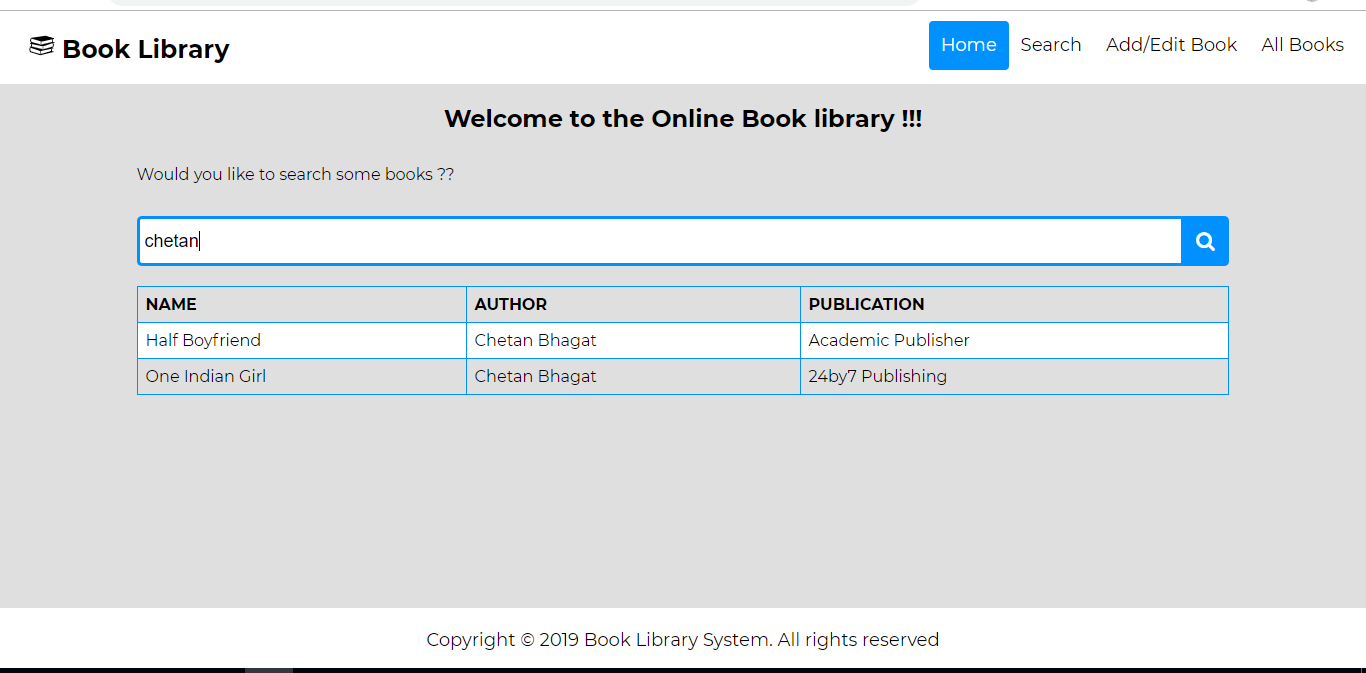 Book Library
Home Search Add/Edit Book All Books
Welcome to the Online Book library !!!
Would you like to search some books ??
chetan
NAME AUTHOR PUBLICATION
Half Boyfriend Chetan Bhagat Academic Publisher
One Indian Girl Chetan Bhagat 24by7 Publishing
Copyright © 2019 Book Library System. All rights reserved